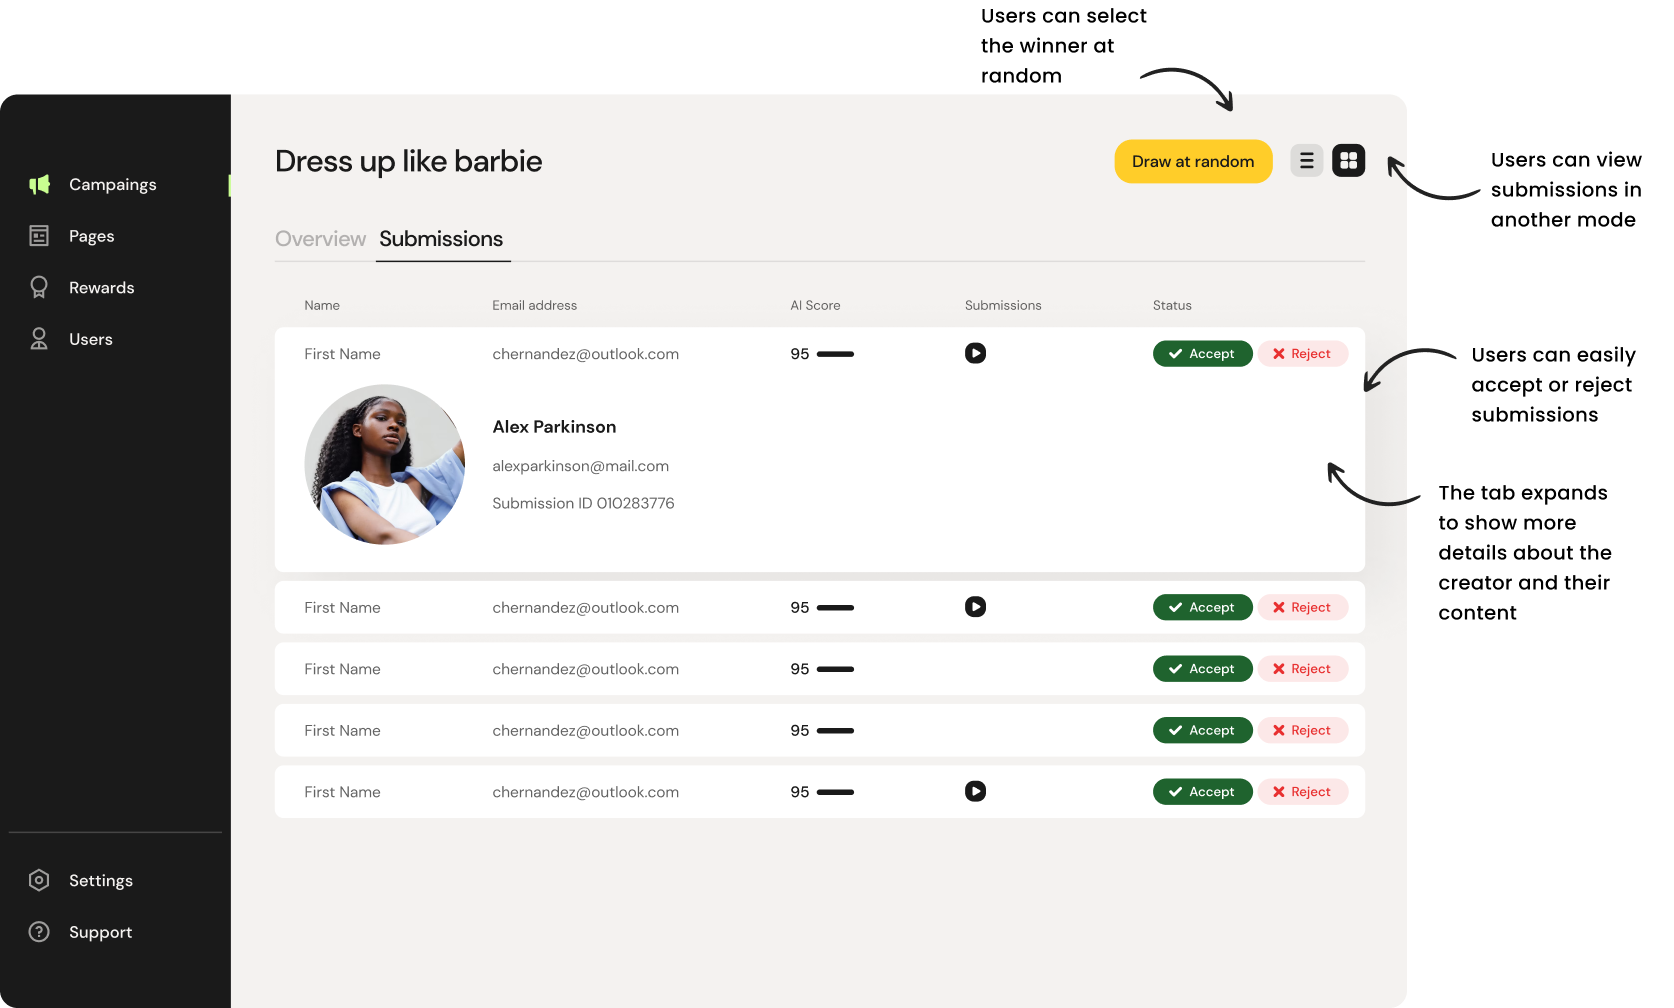 Users can select
the winner at
random
Campaings
Pages
Rewards
Users
Settings
Support
Dress up like barbie
Draw at random
Users can view
submissions in
another mode
Overview Submissions
Name Email address AI Score Submissions Status
First Name chernandez@outlook.com 95 Accept Reject
Alex Parkinson
alexparkinson@mail.com
Submission ID 010283776
Users can easily
accept or reject
submissions
The tab expands
to show more
details about the
creator and their
content
First Name chernandez@outlook.com 95 Accept Reject
First Name chernandez@outlook.com 95 Accept Reject
First Name chernandez@outlook.com 95 Accept Reject
First Name chernandez@outlook.com 95 Accept Reject